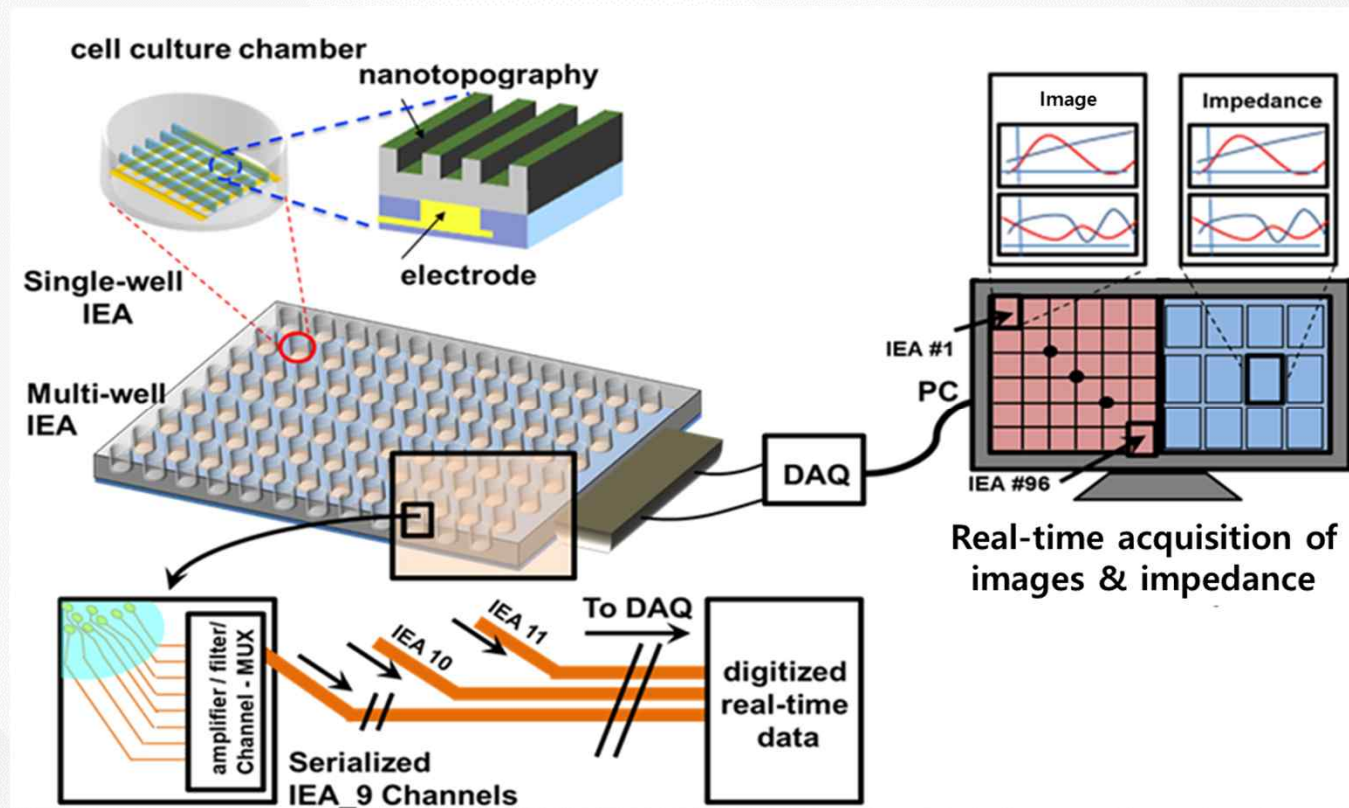 cell culture chamber
nanotopography
electrode
Single-well
IEA
Multi-well
IEA
Image
Impedance
IEA #1
PC
IEA #96
DAQ
Real-time acquisition of
images & impedance
amplifier / filter/
Channel - MUX
IEA 10
IEA 11
To DAQ
digitized
real-time
data
Serialized
IEA_9 Channels